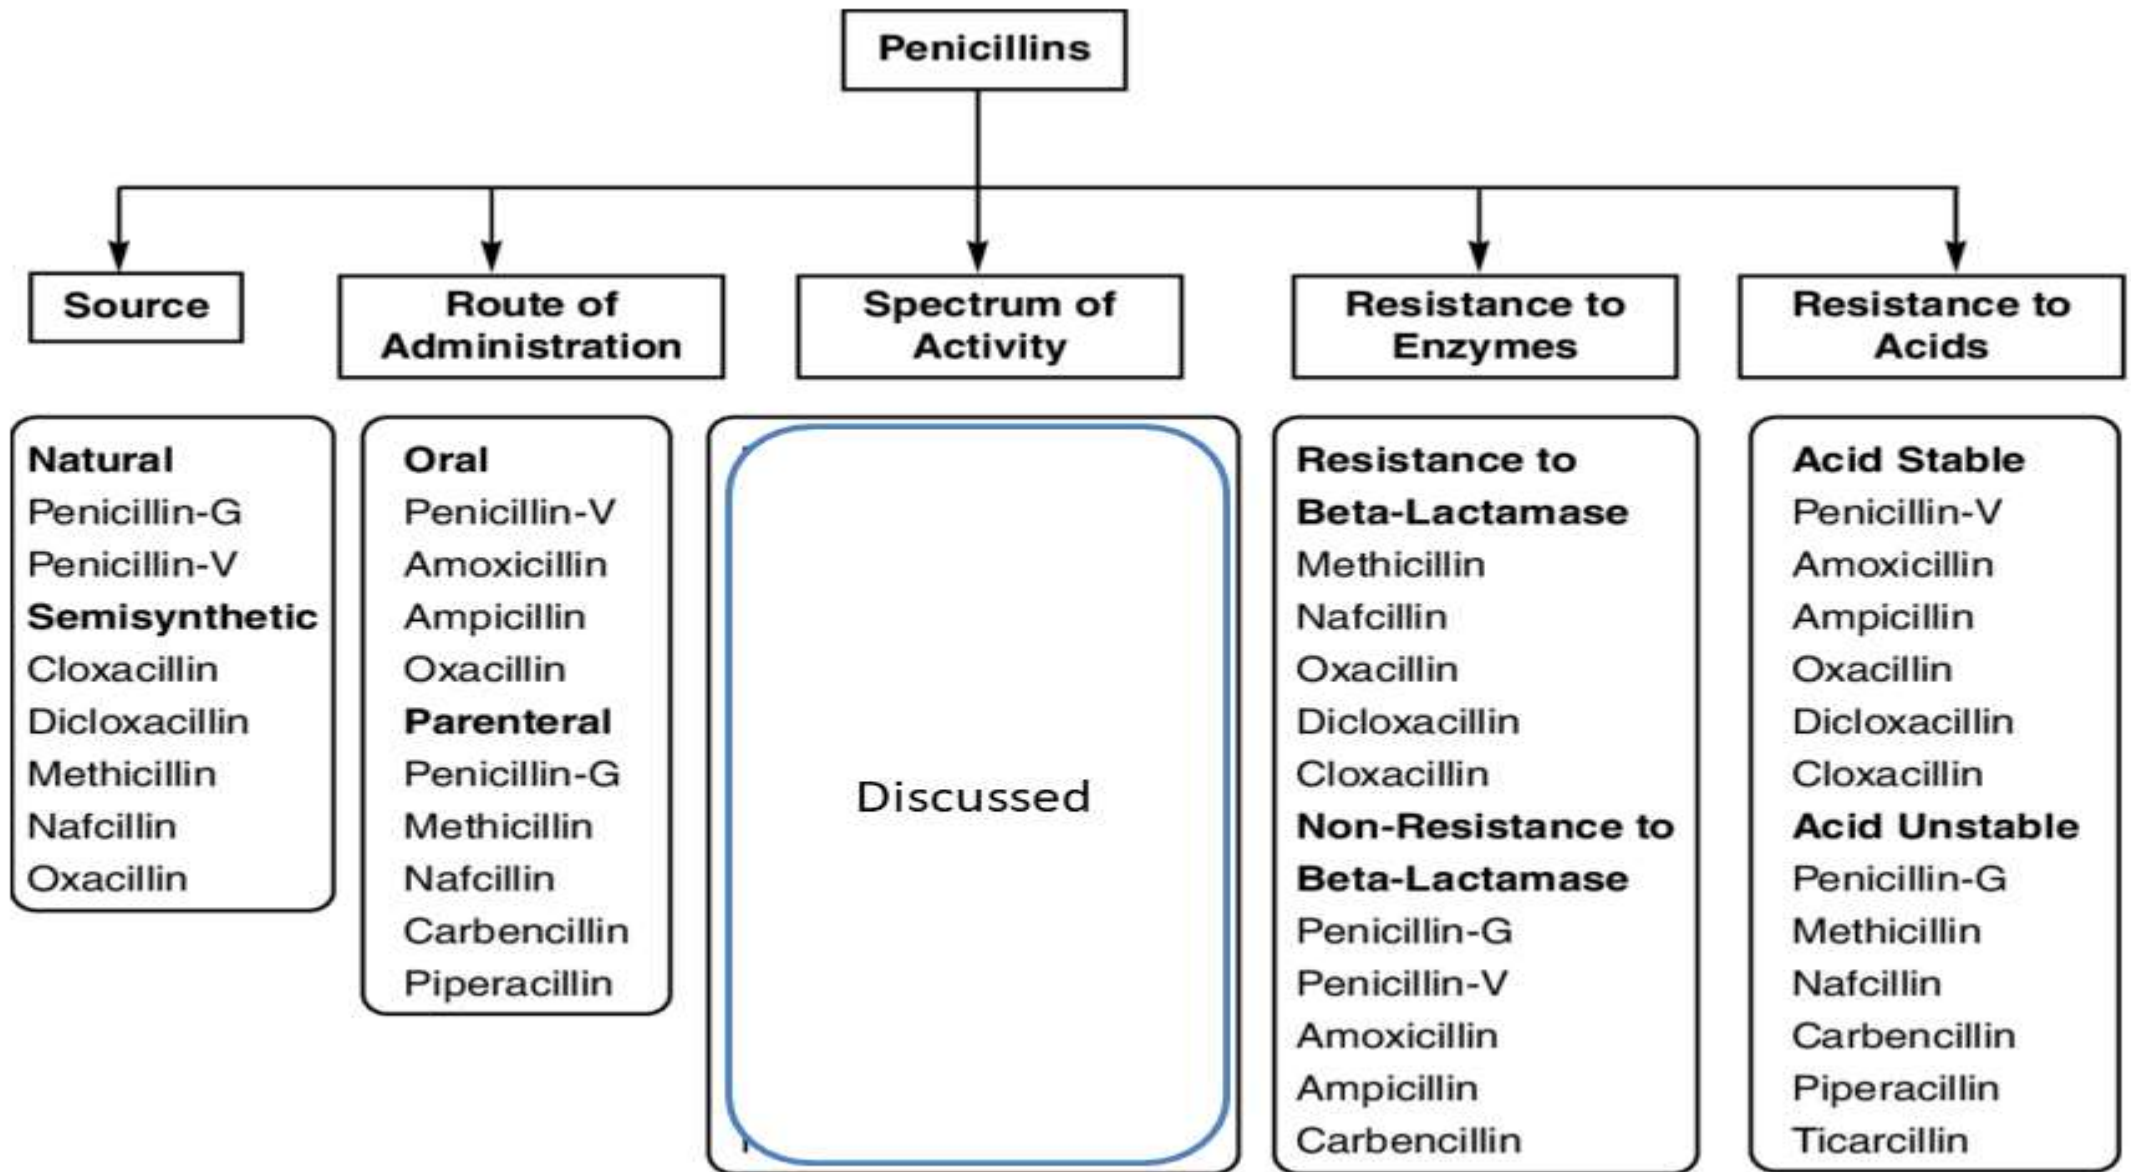 Penicillins
Source
Route of
Administration
Spectrum of
Activity
Resistance to
Enzymes
Resistance to
Acids
Natural
Penicillin-G
Penicillin-V
Semisynthetic
Cloxacillin
Dicloxacillin
Methicillin
Nafcillin
Oxacillin
Oral
Penicillin-V
Amoxicillin
Ampicillin
Oxacillin
Parenteral
Penicillin-G
Methicillin
Nafcillin
Carbencillin
Piperacillin
Discussed
Resistance to
Beta-Lactamase
Methicillin
Nafcillin
Oxacillin
Dicloxacillin
Cloxacillin
Non-Resistance to
Beta-Lactamase
Penicillin-G
Penicillin-V
Amoxicillin
Ampicillin
Carbencillin
Acid Stable
Penicillin-V
Amoxicillin
Ampicillin
Oxacillin
Dicloxacillin
Cloxacillin
Acid Unstable
Penicillin-G
Methicillin
Nafcillin
Carbencillin
Piperacillin
Ticarcillin